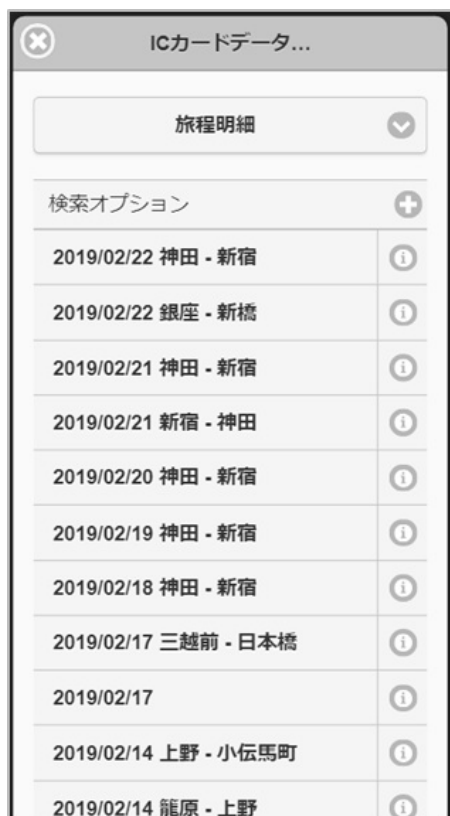 ICカードデータ...
旅程明細
検索オプション
2019/02/22 神田 - 新宿
2019/02/22 銀座 - 新橋
2019/02/21 神田 - 新宿
2019/02/21 新宿 - 神田
2019/02/20 神田 - 新宿
2019/02/19 神田 - 新宿
2019/02/18 神田 - 新宿
2019/02/17 三越前 - 日本橋
2019/02/17
2019/02/14 上野 - 小伝馬町
2019/02/14 籠原 - 上野